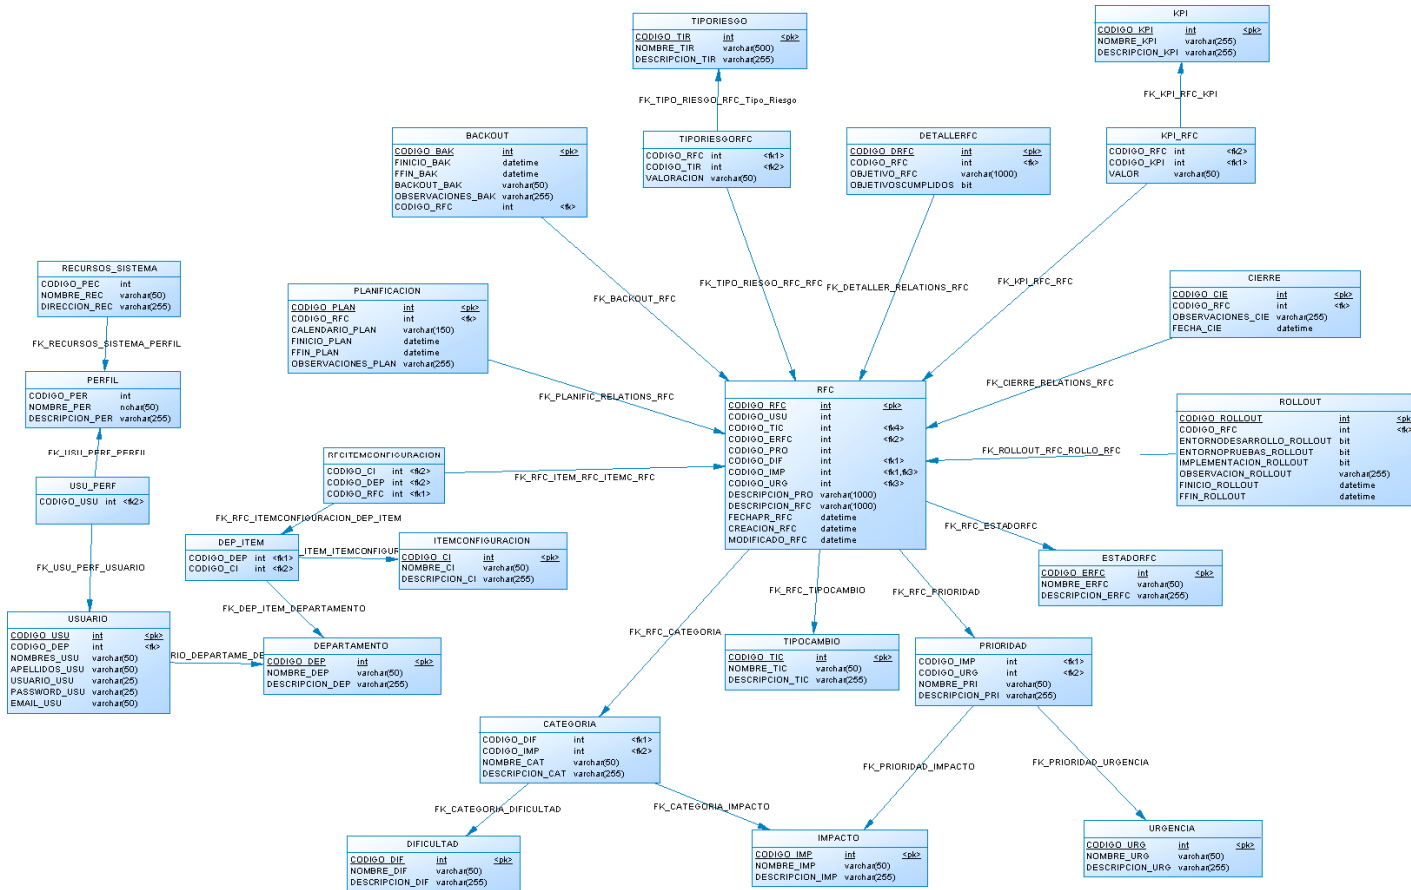 TIPORIESGO
CODIGO_TIR int <pk>
NOMBRE_TIR varchar(500)
DESCRIPCION_TIR varchar(255)
KPI
CODIGO_KPI int <pk>
NOMBRE_KPI varchar(255)
DESCRIPCION_KPI varchar(255)
FK_TIPO_RIESGO_RFC_Tipo_Riesgo
FK_KPI_RFC_KPI
BACKOUT
CODIGO_BAK int <pk>
FINICIO_BAK datetime
FFIN_BAK datetime
BACKOUT_BAK varchar(50)
OBSERVACIONES_BAK varchar(255)
CODIGO_RFC int <fk>
TIPORIESGORFC
CODIGO_RFC int <fk1>
CODIGO_TIR int <fk2>
VALORACION varchar(50)
DETALLERFC
CODIGO_DRFC int <pk>
CODIGO_RFC int <fk>
OBJETIVO_RFC varchar(1000)
OBJETIVOSCUMPLIDOS bit
KPI_RFC
CODIGO_RFC int <fk2>
CODIGO_KPI int <fk1>
VALOR varchar(50)
RECURSOS_SISTEMA
CODIGO_PEC int
NOMBRE_REC varchar(50)
DIRECCION_REC varchar(255)
PLANIFICACION
CODIGO_PLAN int <pk>
CODIGO_RFC int <fk>
CALENDARIO_PLAN varchar(150)
FINICIO_PLAN datetime
FFIN_PLAN datetime
OBSERVACIONES_PLAN varchar(255)
FK_BACKOUT_RFC
FK_TIPO_RIESGO_RFC_RFC
FK_DETALLER_RELATIONS_RFC
FK_KPI_RFC_RFC
CIERRE
CODIGO_CIE int <pk>
CODIGO_RFC int <fk>
OBSERVACIONES_CIE varchar(255)
FECHA_CIE datetime
FK_RECURSOS_SISTEMA_PERFIL
PERFIL
CODIGO_PER int
NOMBRE_PER nchar(50)
DESCRIPCION_PER varchar(255)
FK_PLANIFIC_RELATIONS_RFC
FK_CIERRE_RELATIONS_RFC
RFC
CODIGO_RFC int <pk>
CODIGO_USU int
CODIGO_TIC int <fk4>
CODIGO_ERFC int <fk2>
CODIGO_PRO int
CODIGO_DIF int <fk1>
CODIGO_IMP int <fk1,fk3>
CODIGO_URG int <fk3>
DESCRIPCION_PRO varchar(1000)
DESCRIPCION_RFC varchar(1000)
FECHAPR_RFC datetime
CREACION_RFC datetime
MODIFICADO_RFC datetime
ROLLOUT
CODIGO_ROLLOUT int <pk>
CODIGO_RFC int <fk>
ENTORNODESARROLLO_ROLLOUT bit
ENTORNOPRUEBAS_ROLLOUT bit
IMPLEMENTACION_ROLLOUT bit
OBSERVACION_ROLLOUT varchar(255)
FINICIO_ROLLOUT datetime
FFIN_ROLLOUT datetime
FK_USU_PERF_PERFIL
RFCITEMCONFIGURACION
CODIGO_CI int <fk2>
CODIGO_DEP int <fk2>
CODIGO_RFC int <fk1>
FK_RFC_ITEM_RFC_ITEMC_RFC
FK_ROLLOUT_RFC_ROLLO_RFC
USU_PERF
CODIGO_USU int <fk2>
FK_RFC_ITEMCONFIGURACION_DEP_ITEM
FK_RFC_ESTADORFC
DEP_ITEM
CODIGO_DEP int <fk1>
CODIGO_CI int <fk2>
_ITEM_ITEMCONFIGUR
ITEMCONFIGURACION
CODIGO_CI int <pk>
NOMBRE_CI varchar(50)
DESCRIPCION_CI varchar(255)
ESTADORFC
CODIGO_ERFC int <pk>
NOMBRE_ERFC varchar(50)
DESCRIPCION_ERFC varchar(255)
FK_USU_PERF_USUARIO
FK_DEP_ITEM_DEPARTAMENTO
FK_RFC_CATEGORIA
FK_RFC_TIPOCAMBIO
FK_RFC_PRIORIDAD
USUARIO
CODIGO_USU int <pk>
CODIGO_DEP int <fk>
NOMBRES_USU varchar(50)
APELLIDOS_USU varchar(50)
USUARIO_USU varchar(25)
PASSWORD_USU varchar(25)
EMAIL_USU varchar(50)
RIO_DEPARTAME_DE
DEPARTAMENTO
CODIGO_DEP int <pk>
NOMBRE_DEP varchar(50)
DESCRIPCION_DEP varchar(255)
TIPOCAMBIO
CODIGO_TIC int <pk>
NOMBRE_TIC varchar(50)
DESCRIPCION_TIC varchar(255)
PRIORIDAD
CODIGO_IMP int <fk1>
CODIGO_URG int <fk2>
NOMBRE_PRI varchar(50)
DESCRIPCION_PRI varchar(255)
CATEGORIA
CODIGO_DIF int <fk1>
CODIGO_IMP int <fk2>
NOMBRE_CAT varchar(50)
DESCRIPCION_CAT varchar(255)
FK_PRIORIDAD_IMPACTO
FK_PRIORIDAD_URGENCIA
FK_CATEGORIA_DIFICULTAD
FK_CATEGORIA_IMPACTO
DIFICULTAD
CODIGO_DIF int <pk>
NOMBRE_DIF varchar(50)
DESCRIPCION_DIF varchar(255)
IMPACTO
CODIGO_IMP int <pk>
NOMBRE_IMP varchar(50)
DESCRIPCION_IMP varchar(255)
URGENCIA
CODIGO_URG int <pk>
NOMBRE_URG varchar(50)
DESCRIPCION_URG varchar(255)